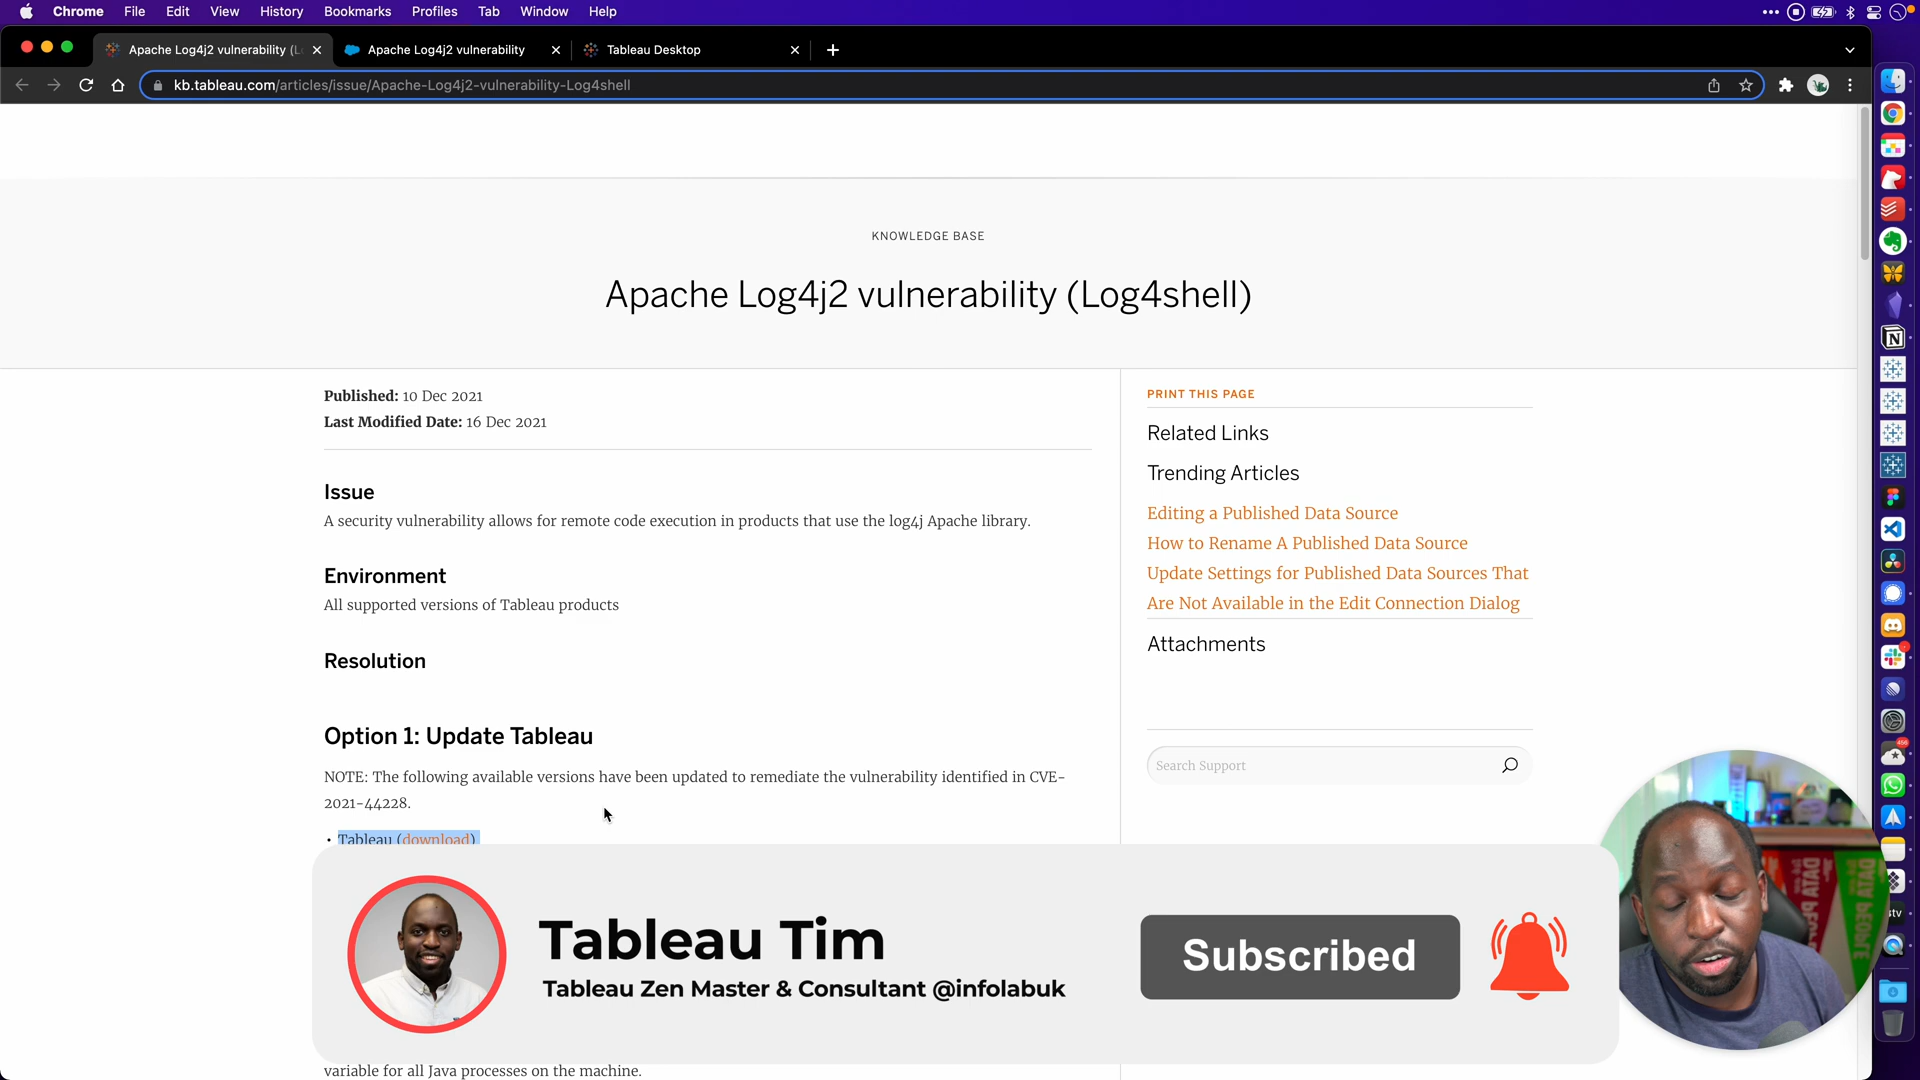 Chrome File Edit View History Bookmarks Profiles Tab Window Help
Apache Log4j2 vulnerability (L
Apache Log4j2 vulnerability
Tableau Desktop
kb.tableau.com/articles/issue/Apache-Log4j2-vulnerability-Log4shell
KNOWLEDGE BASE
Apache Log4j2 vulnerability (Log4shell)
Published: 10 Dec 2021
Last Modified Date: 16 Dec 2021
Issue
A security vulnerability allows for remote code execution in products that use the log4j Apache library.
Environment
All supported versions of Tableau products
Resolution
Option 1: Update Tableau
NOTE: The following available versions have been updated to remediate the vulnerability identified in CVE-
2021-44228.
• Tableau (download)
variable for all Java processes on the machine.
PRINT THIS PAGE
Related Links
Trending Articles
Editing a Published Data Source
How to Rename A Published Data Source
Update Settings for Published Data Sources That
Are Not Available in the Edit Connection Dialog
Attachments
Search Support
Tableau Tim
Tableau Zen Master & Consultant @infolabuk
Subscribed
DATA PEOPLE
tv